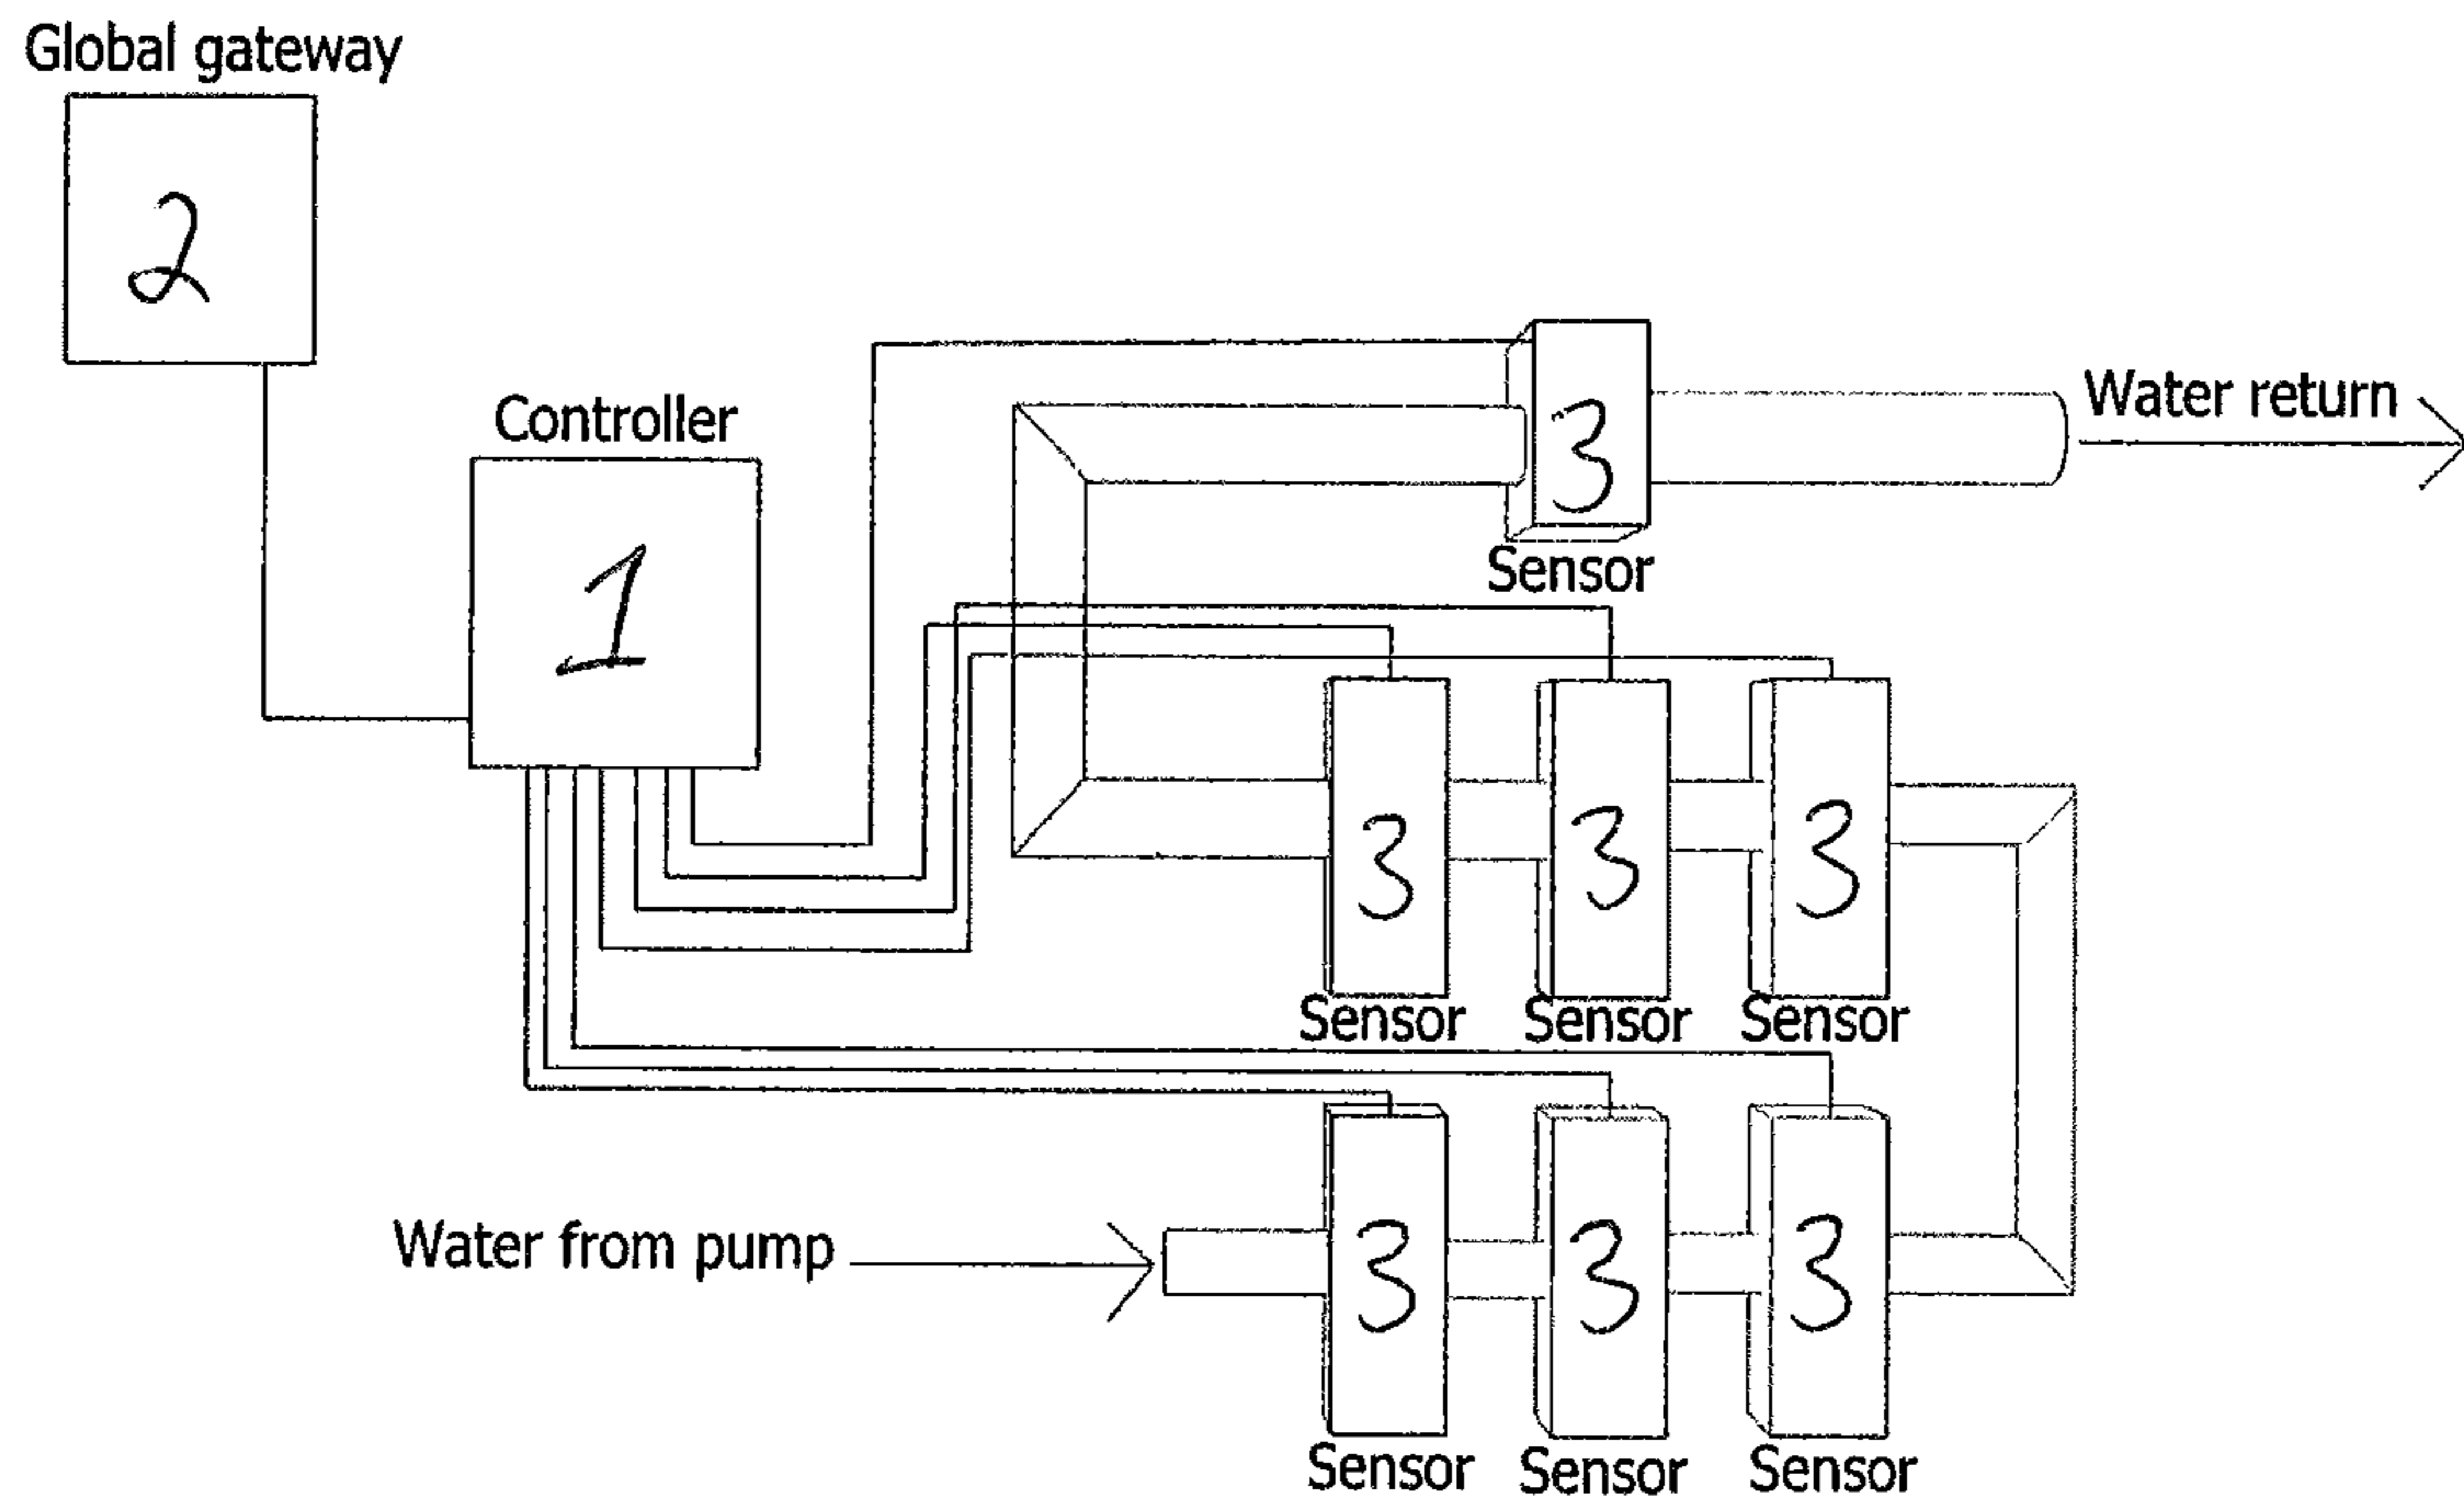 Global gateway
2
Controller
1
3
Water return
Sensor
3
3
3
Sensor
Sensor
Sensor
Water from pump
3
3
3
Sensor
Sensor
Sensor